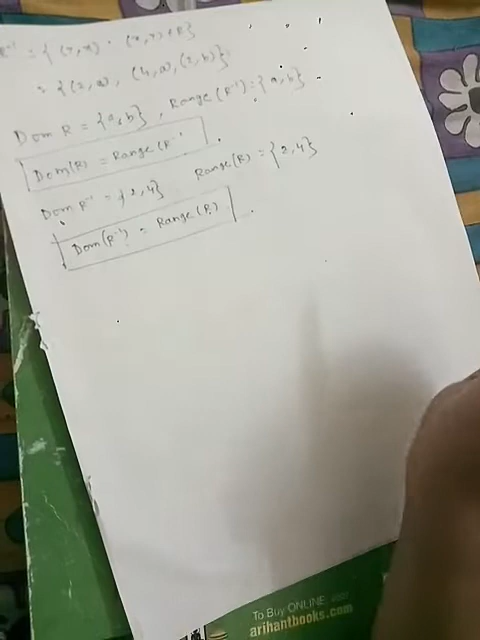 R⁻¹ = {(y,x) : (x,y) ∈ R}
= {(2,a), (4,a), (2,b)}
Dom R = {a,b}, Range(R⁻¹) = {a,b}
Dom(R) = Range(R⁻¹
Dom R⁻¹ = {2,4} Range(R) = {2,4}
Dom(R⁻¹) = Range(R)
To Buy ONLINE
arihantbooks.com